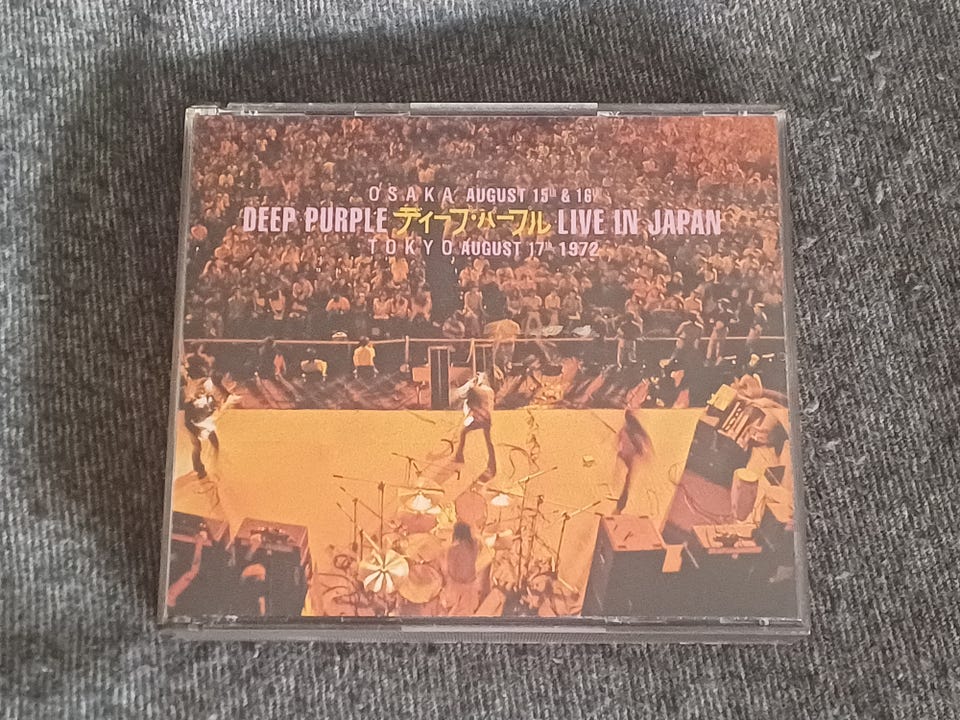 OSAKA AUGUST 15th & 16th
DEEP PURPLE ディープ・パープル LIVE IN JAPAN
TOKYO AUGUST 17th 1972